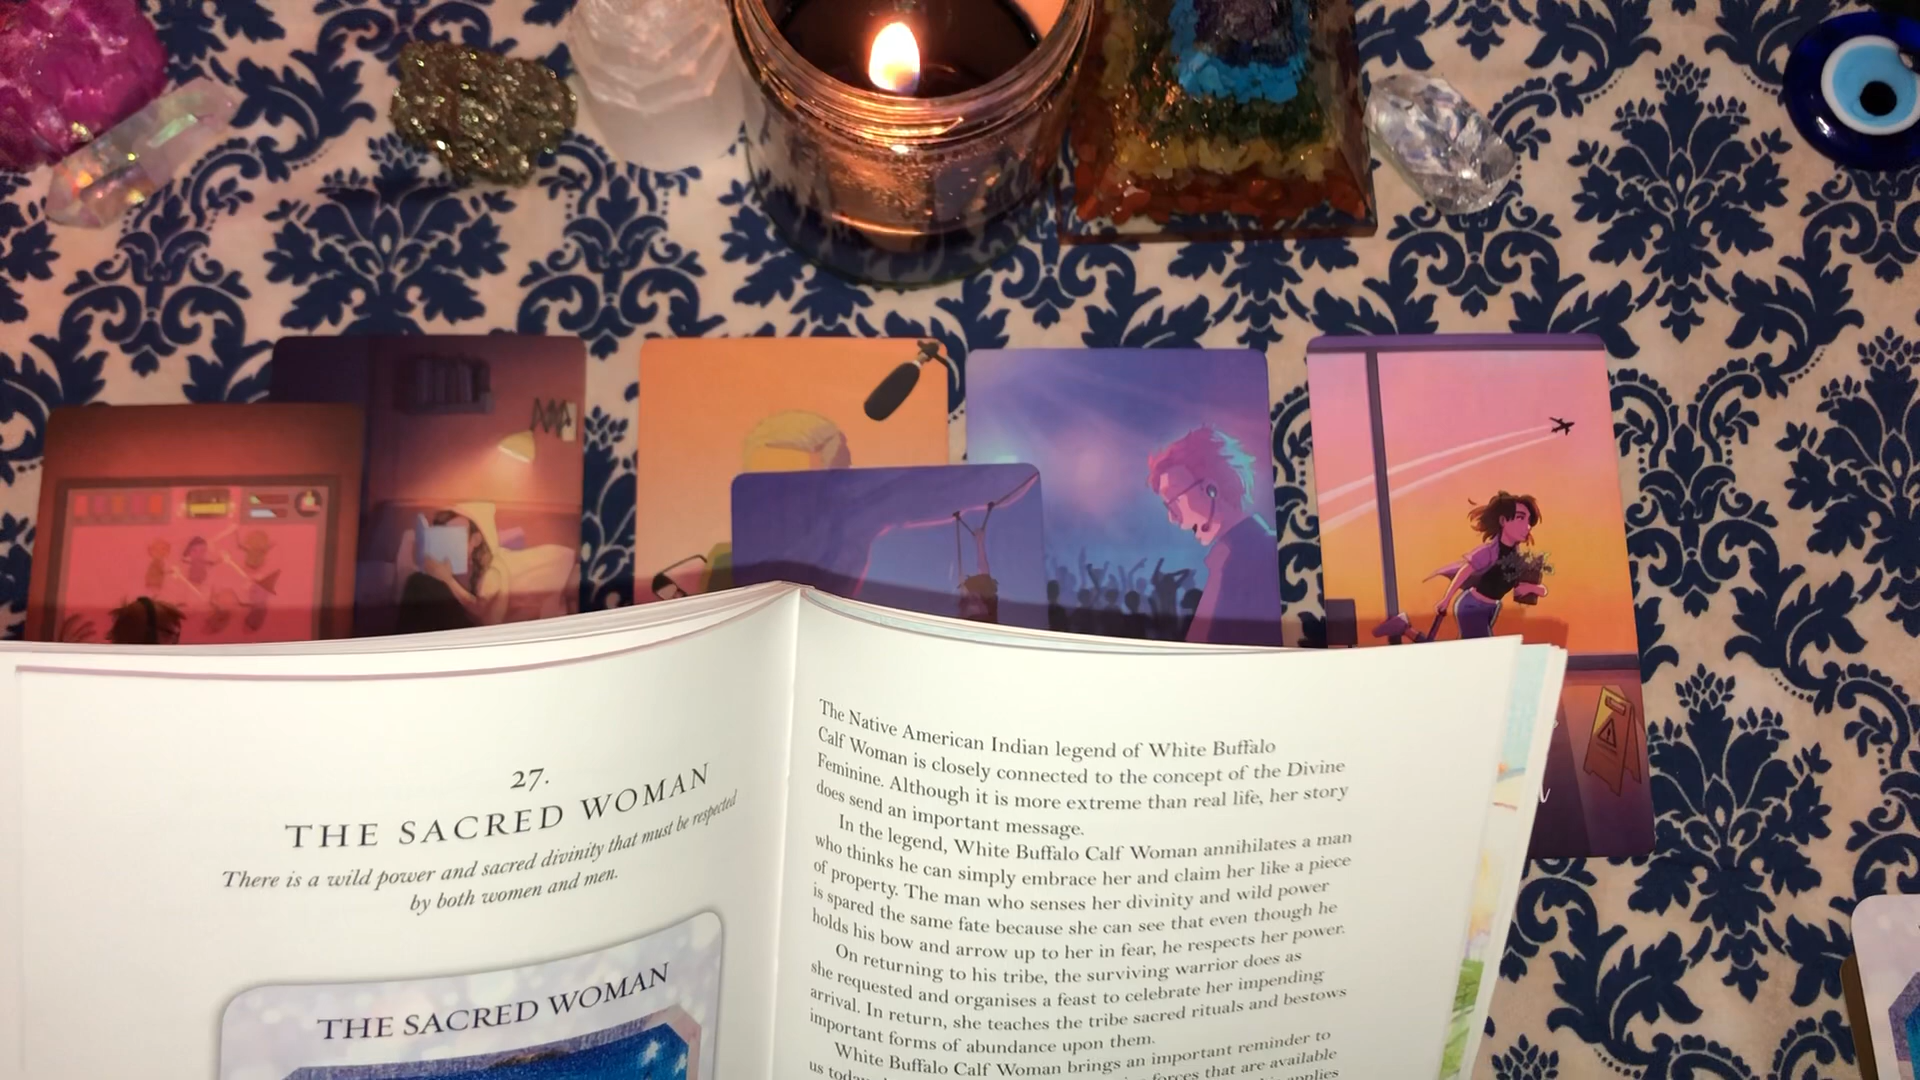 27.
THE SACRED WOMAN
There is a wild power and sacred divinity that must be respected
by both women and men.
THE SACRED WOMAN
The Native American Indian legend of White Buffalo
Calf Woman is closely connected to the concept of the Divine
Feminine. Although it is more extreme than real life, her story
does send an important message.
In the legend, White Buffalo Calf Woman annihilates a man
who thinks he can simply embrace her and claim her like a piece
of property. The man who senses her divinity and wild power
is spared the same fate because she can see that even though he
holds his bow and arrow up to her in fear, he respects her power.
On returning to his tribe, the surviving warrior does as
she requested and organises a feast to celebrate her impending
arrival. In return, she teaches the tribe sacred rituals and bestows
important forms of abundance upon them.
White Buffalo Calf Woman brings an important reminder to
us today forces that are available
applies